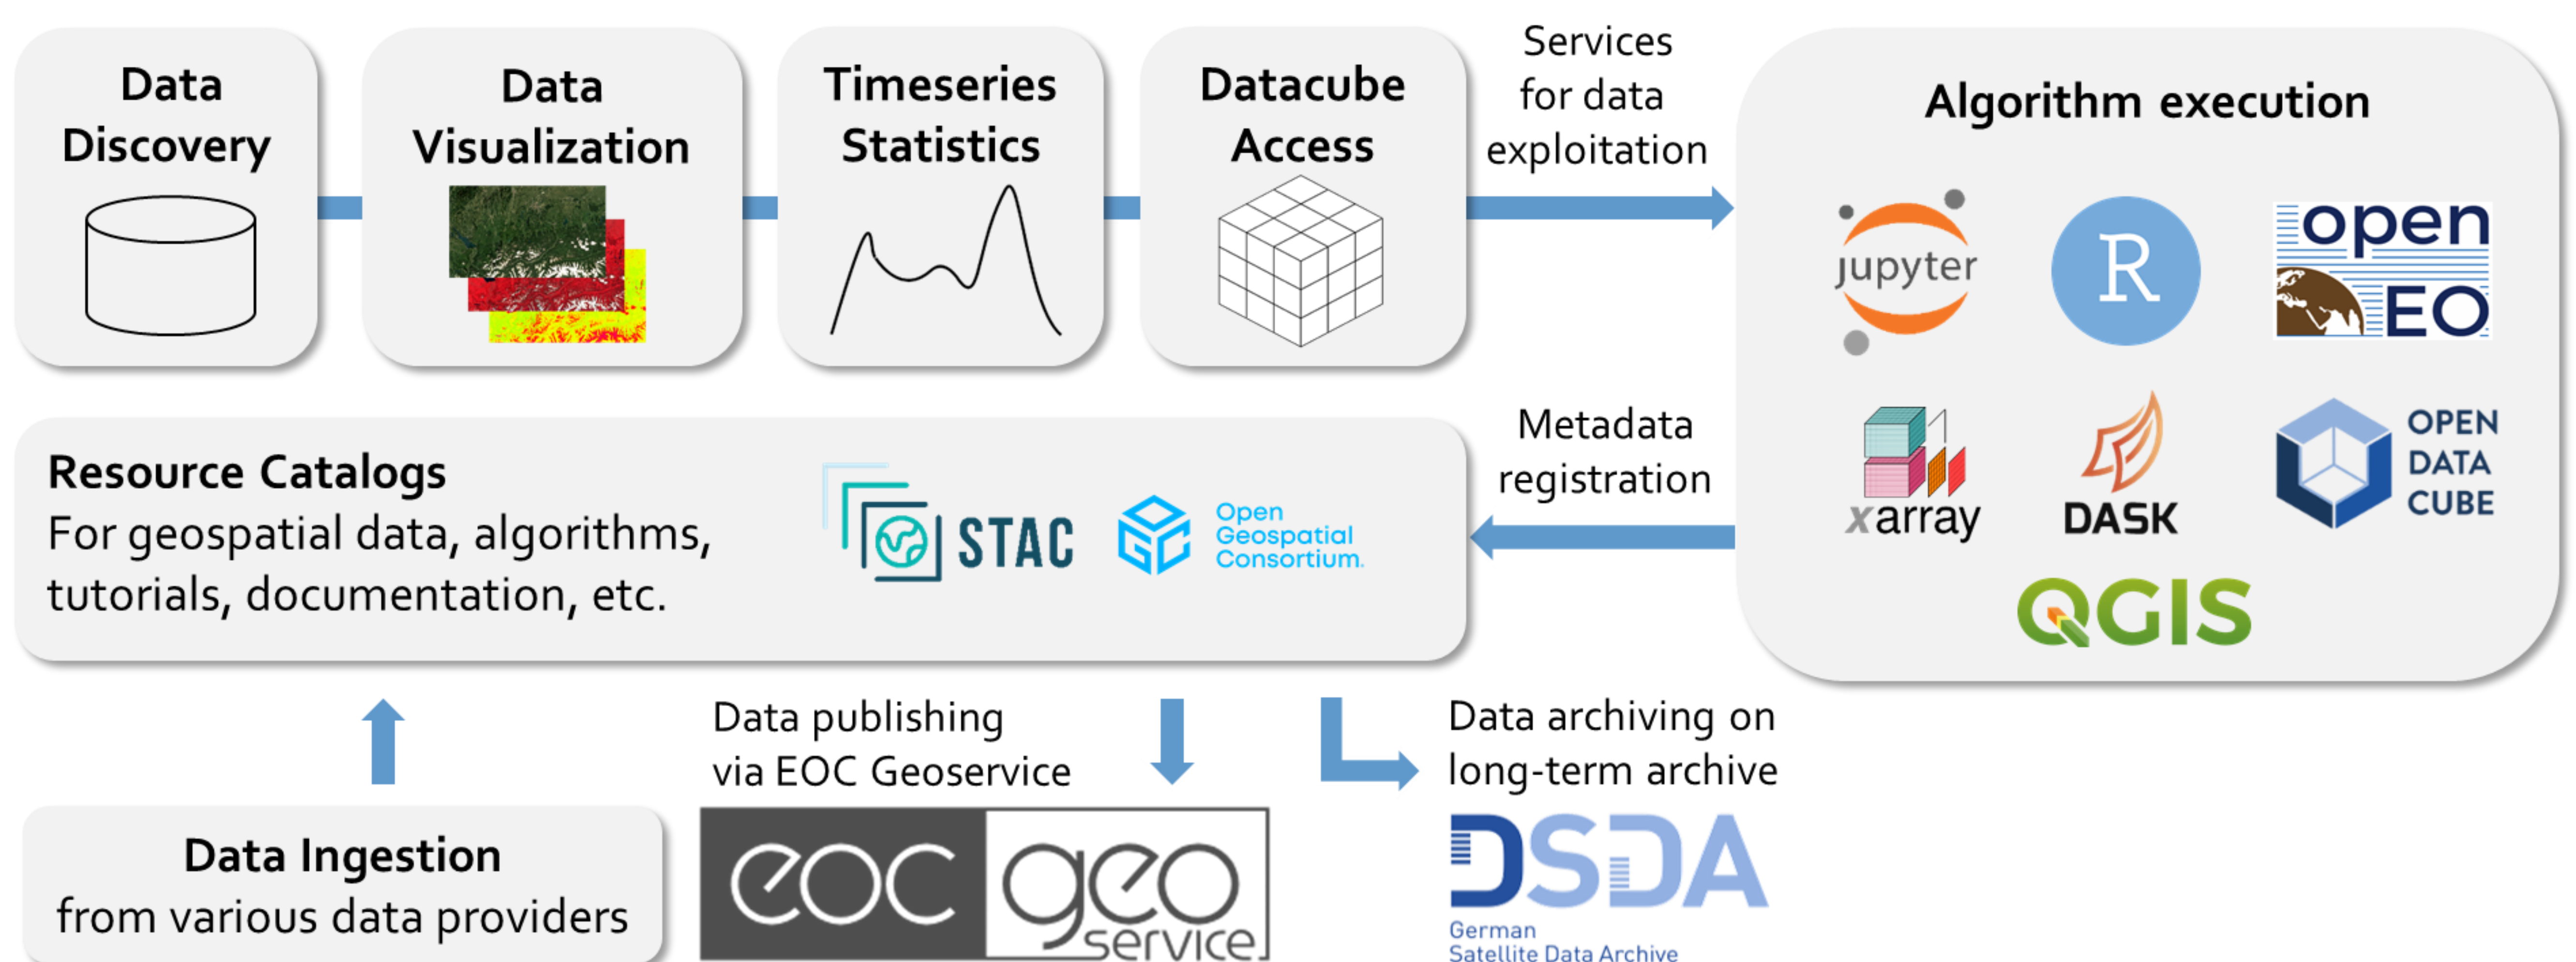 Data
Discovery
Data
Visualization
Timeseries
Statistics
Datacube
Access
Services
for data
exploitation
Algorithm execution
jupyter
R
open
EO
xarray
DASK
OPEN
DATA
CUBE
QGIS
Metadata
registration
Resource Catalogs
For geospatial data, algorithms,
tutorials, documentation, etc.
STAC
OGC
Open
Geospatial
Consortium.
Data Ingestion
from various data providers
Data publishing
via EOC Geoservice
eoc geo
service
Data archiving on
long-term archive
DSDA
German
Satellite Data Archive